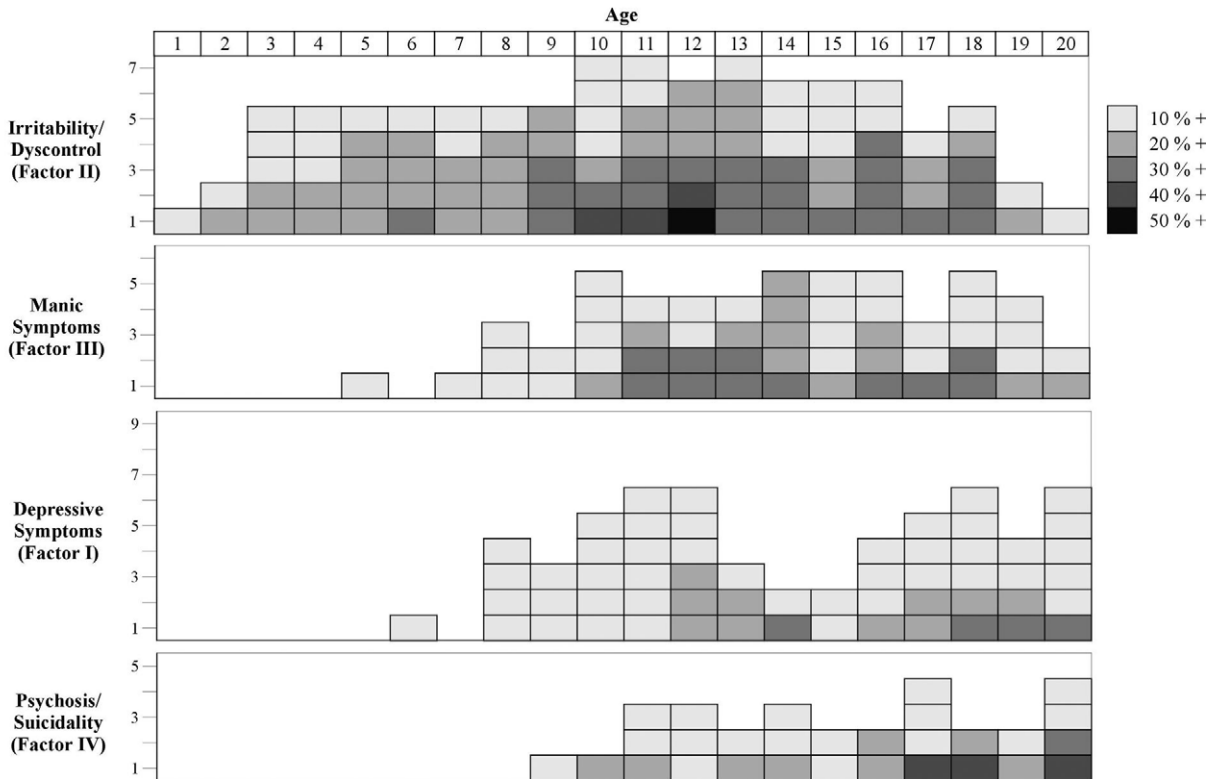 Age
1 2 3 4 5 6 7 8 9 10 11 12 13 14 15 16 17 18 19 20
7
5
3
1
Irritability/
Dyscontrol
(Factor II)
10 % +
20 % +
30 % +
40 % +
50 % +
5
3
1
Manic
Symptoms
(Factor III)
9
7
5
3
1
Depressive
Symptoms
(Factor I)
5
3
1
Psychosis/
Suicidality
(Factor IV)